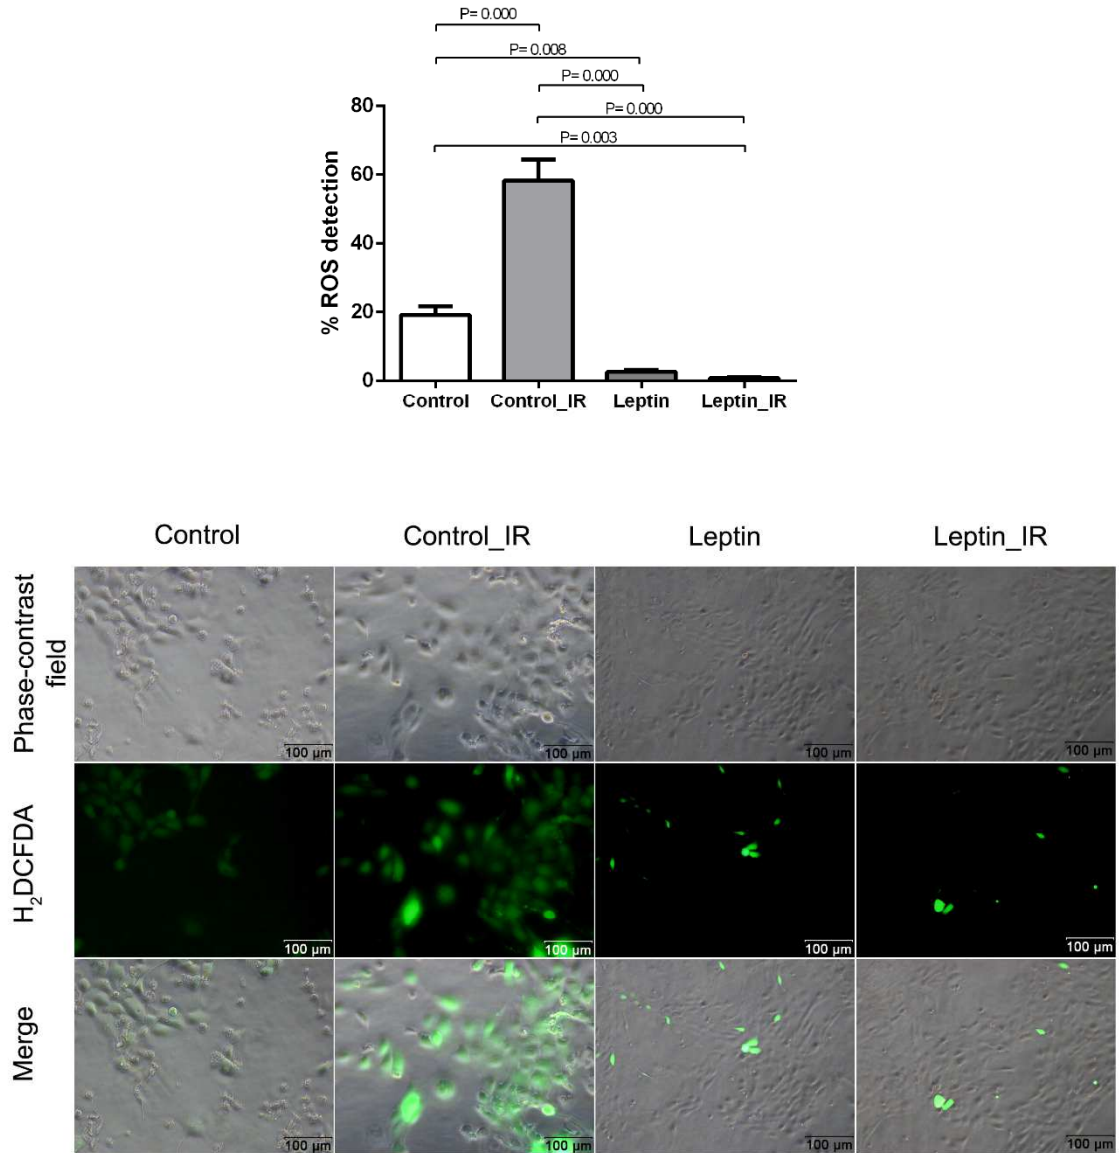 P= 0.000
P= 0.008
P= 0.000
P= 0.000
P= 0.003
80
60
40
20
0
% ROS detection
Control Control_IR Leptin Leptin_IR
Control Control_IR Leptin Leptin_IR
Phase-contrast
field
100 µm 100 µm 100 µm 100 µm
H₂DCFDA
100 µm 100 µm 100 µm 100 µm
Merge
100 µm 100 µm 100 µm 100 µm